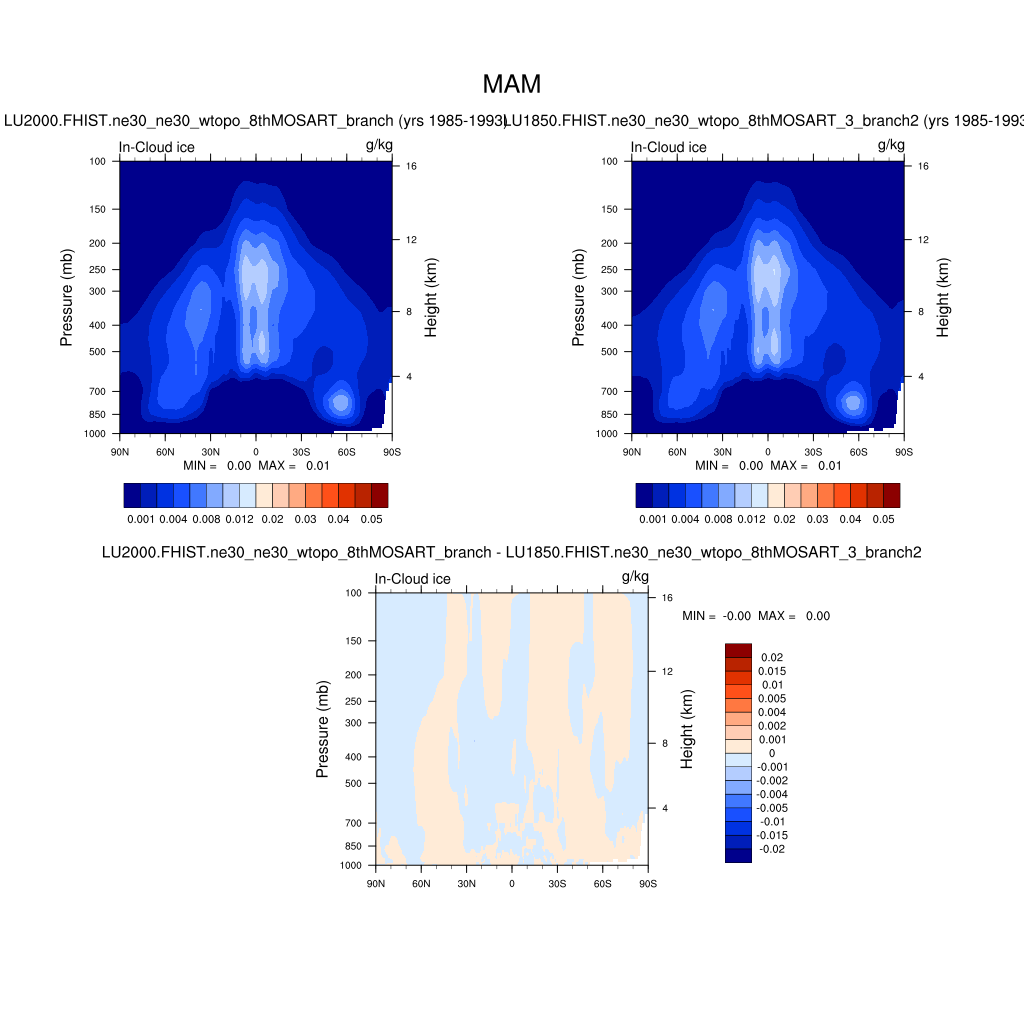 MAM
LU2000.FHIST.ne30_ne30_wtopo_8thMOSART_branch (yrs 1985-1993)
LU1850.FHIST.ne30_ne30_wtopo_8thMOSART_3_branch2 (yrs 1985-1993
In-Cloud ice g/kg
In-Cloud ice g/kg
Pressure (mb)
100
150
200
250
300
400
500
700
850
1000
16
12
8
4
Height (km)
90N 60N 30N 0 30S 60S 90S
MIN = 0.00 MAX = 0.01
0.001 0.004 0.008 0.012 0.02 0.03 0.04 0.05
Pressure (mb)
100
150
200
250
300
400
500
700
850
1000
16
12
8
4
Height (km)
90N 60N 30N 0 30S 60S 90S
MIN = 0.00 MAX = 0.01
0.001 0.004 0.008 0.012 0.02 0.03 0.04 0.05
LU2000.FHIST.ne30_ne30_wtopo_8thMOSART_branch - LU1850.FHIST.ne30_ne30_wtopo_8thMOSART_3_branch2
In-Cloud ice g/kg
Pressure (mb)
100
150
200
250
300
400
500
700
850
1000
16
12
8
4
Height (km)
90N 60N 30N 0 30S 60S 90S
MIN = -0.00 MAX = 0.00
0.02
0.015
0.01
0.005
0.004
0.002
0.001
0
-0.001
-0.002
-0.004
-0.005
-0.01
-0.015
-0.02